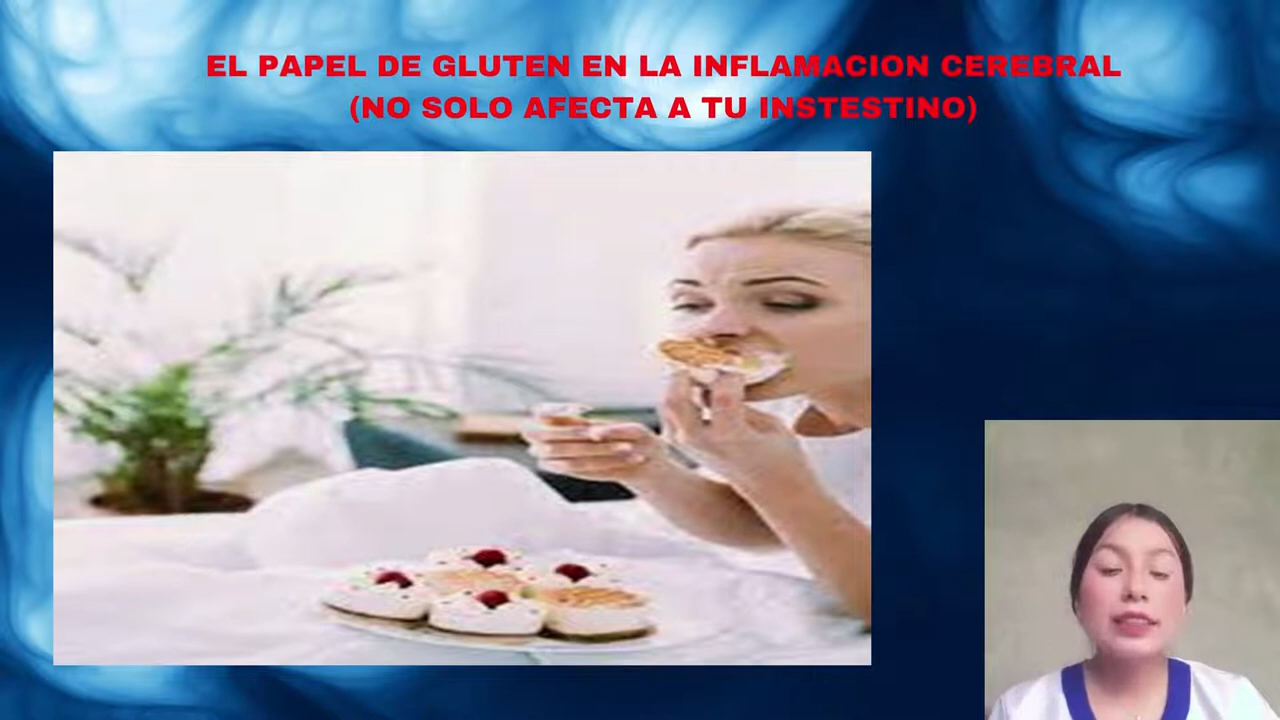 EL PAPEL DE GLUTEN EN LA INFLAMACION CEREBRAL
(NO SOLO AFECTA A TU INSTESTINO)